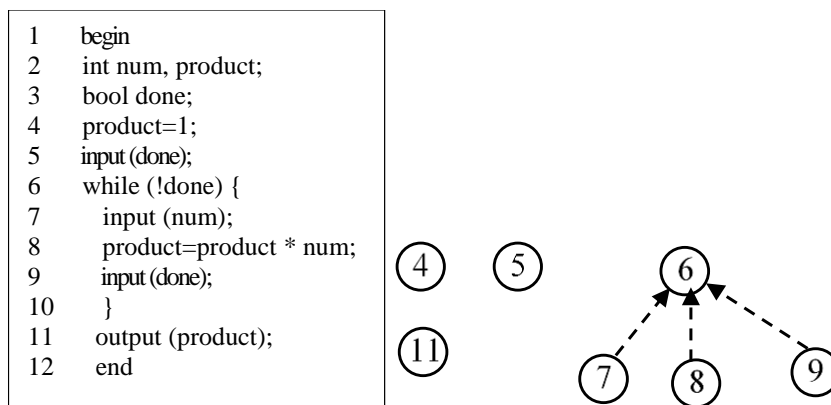 1 begin
2 int num, product;
3 bool done;
4 product=1;
5 input (done);
6 while (!done) {
7 input (num);
8 product=product * num;
9 input (done);
10 }
11 output (product);
12 end
4 5 6
11 7 8 9